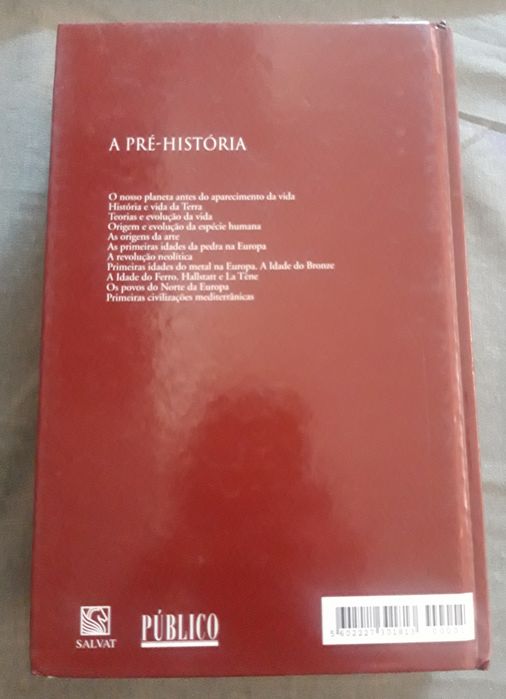 A PRÉ-HISTÓRIA
O nosso planeta antes do aparecimento da vida
História e vida da Terra
Teorias e evolução da vida
Origem e evolução da espécie humana
As origens da arte
As primeiras idades da pedra na Europa
A revolução neolítica
Primeiras idades do metal na Europa. A Idade do Bronze
A Idade do Ferro. Hallstatt e La Tène
Os povos do Norte da Europa
Primeiras civilizações mediterrânicas
SALVAT
PÚBLICO